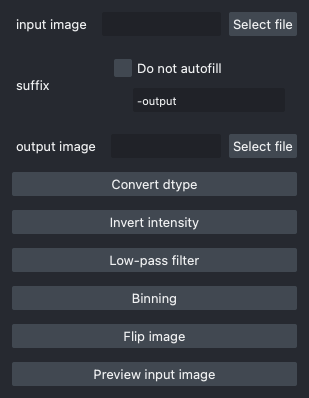 input image Select file
Do not autofill
suffix
-output
output image Select file
Convert dtype
Invert intensity
Low-pass filter
Binning
Flip image
Preview input image